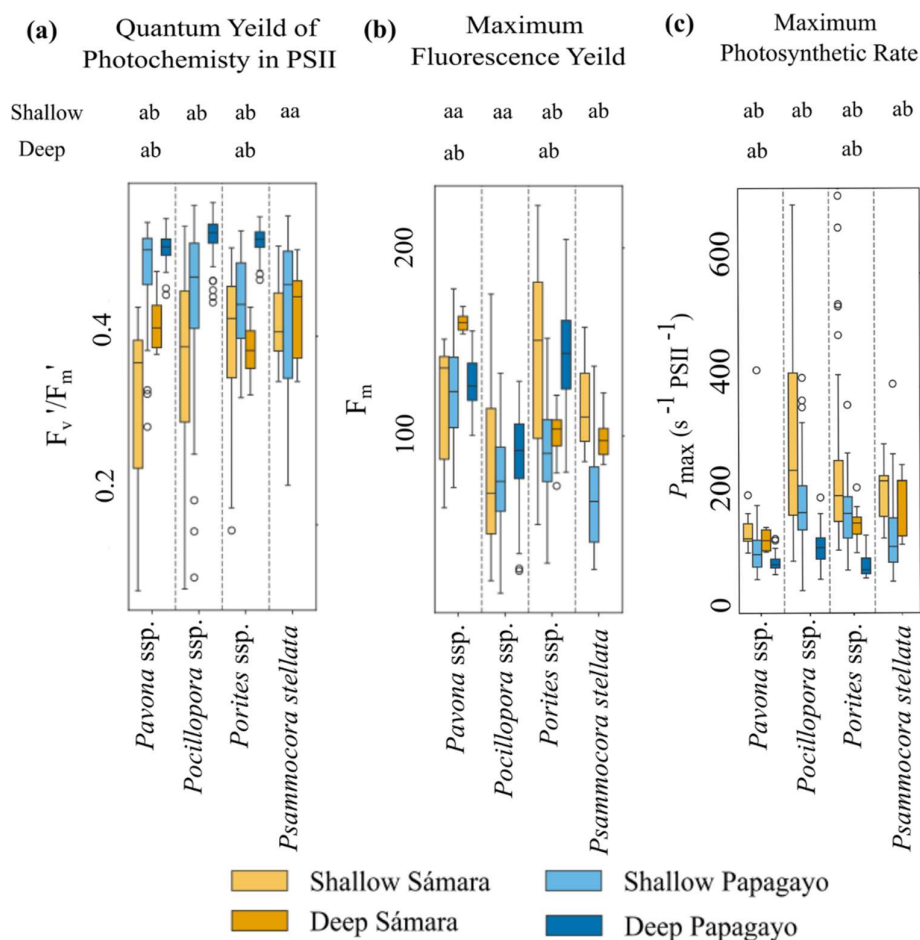 (a) Quantum Yeild of
Photochemisty in PSII
(b) Maximum
Fluorescence Yeild
(c) Maximum
Photosynthetic Rate
Shallow ab ab ab aa aa aa ab ab ab ab ab ab
Deep ab ab ab ab ab ab
F_v'/F_m'
0.4
0.2
F_m
200
100
P_max (s^-1 PSII^-1)
600
400
200
0
Pavona ssp.
Pocillopora ssp.
Porites ssp.
Psammocora stellata
Pavona ssp.
Pocillopora ssp.
Porites ssp.
Psammocora stellata
Pavona ssp.
Pocillopora ssp.
Porites ssp.
Psammocora stellata
Shallow Sámara
Shallow Papagayo
Deep Sámara
Deep Papagayo